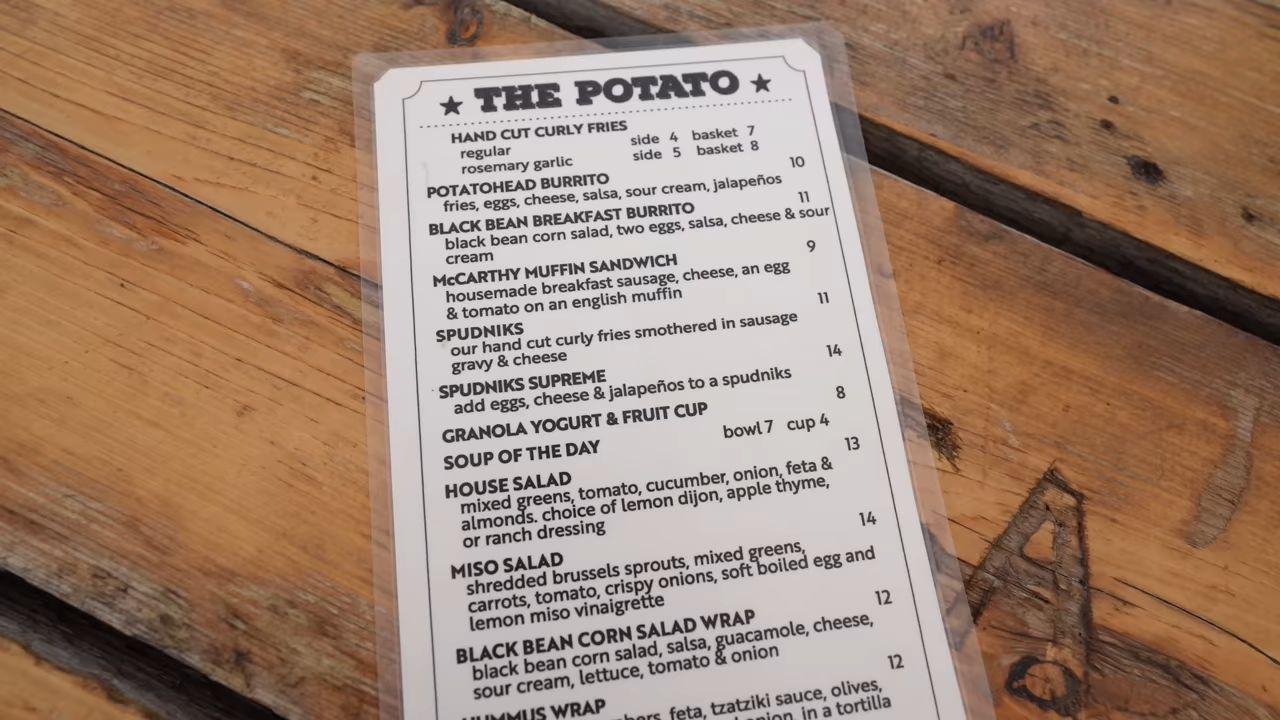 ★ THE POTATO ★
HAND CUT CURLY FRIES
regular side 4 basket 7
rosemary garlic side 5 basket 8
POTATOHEAD BURRITO 10
fries, eggs, cheese, salsa, sour cream, jalapeños
BLACK BEAN BREAKFAST BURRITO 11
black bean corn salad, two eggs, salsa, cheese & sour
cream
McCARTHY MUFFIN SANDWICH 9
housemade breakfast sausage, cheese, an egg
& tomato on an english muffin
SPUDNIKS 11
our hand cut curly fries smothered in sausage
gravy & cheese
SPUDNIKS SUPREME 14
add eggs, cheese & jalapeños to a spudniks
GRANOLA YOGURT & FRUIT CUP 8
SOUP OF THE DAY bowl 7 cup 4
HOUSE SALAD 13
mixed greens, tomato, cucumber, onion, feta &
almonds. choice of lemon dijon, apple thyme,
or ranch dressing
MISO SALAD 14
shredded brussels sprouts, mixed greens,
carrots, tomato, crispy onions, soft boiled egg and
lemon miso vinaigrette
BLACK BEAN CORN SALAD WRAP 12
black bean corn salad, salsa, guacamole, cheese,
sour cream, lettuce, tomato & onion
HUMMUS WRAP 12
feta, tzatziki sauce, olives,
onion, in a tortilla